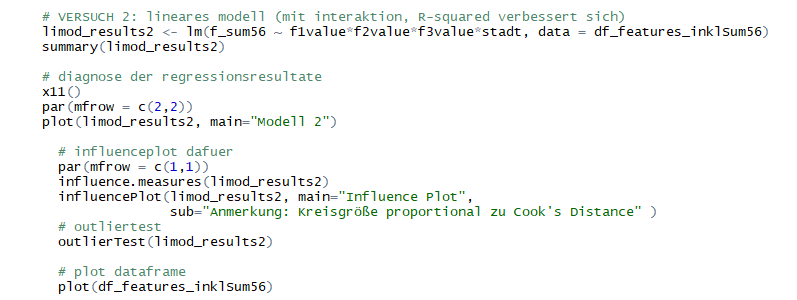 # VERSUCH 2: lineares modell (mit interaktion, R-squared verbessert sich)
limod_results2 <- lm(f_sum56 ~ f1value*f2value*f3value*stadt, data = df_features_inklSum56)
summary(limod_results2)
# diagnose der regressionsresultate
x11()
par(mfrow = c(2,2))
plot(limod_results2, main="Modell 2")
# influenceplot dafuer
par(mfrow = c(1,1))
influence.measures(limod_results2)
influencePlot(limod_results2, main="Influence Plot",
sub="Anmerkung: Kreisgröße proportional zu Cook's Distance" )
# outliertest
outlierTest(limod_results2)
# plot dataframe
plot(df_features_inklSum56)